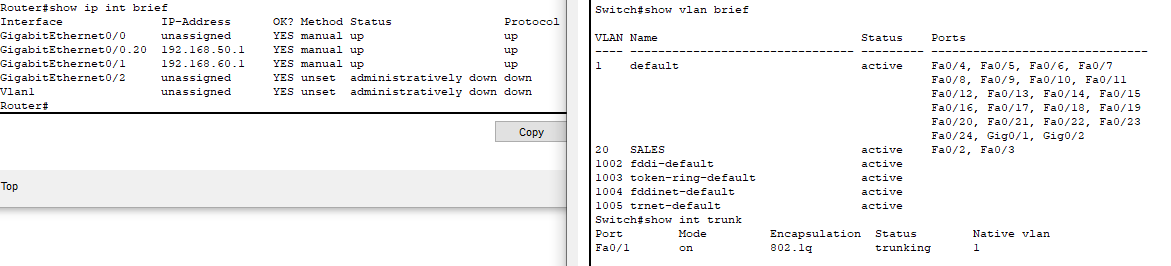 Router#show ip int brief
Interface IP-Address OK? Method Status Protocol
GigabitEthernet0/0 unassigned YES manual up up
GigabitEthernet0/0.20 192.168.50.1 YES manual up up
GigabitEthernet0/1 192.168.60.1 YES manual up up
GigabitEthernet0/2 unassigned YES unset administratively down down
Vlan1 unassigned YES unset administratively down down
Router#
Copy
Top
Switch#show vlan brief
VLAN Name Status Ports
---- -------------------------------- --------- -------------------------------
1 default active Fa0/4, Fa0/5, Fa0/6, Fa0/7
Fa0/8, Fa0/9, Fa0/10, Fa0/11
Fa0/12, Fa0/13, Fa0/14, Fa0/15
Fa0/16, Fa0/17, Fa0/18, Fa0/19
Fa0/20, Fa0/21, Fa0/22, Fa0/23
Fa0/24, Gig0/1, Gig0/2
20 SALES active Fa0/2, Fa0/3
1002 fddi-default active
1003 token-ring-default active
1004 fddinet-default active
1005 trnet-default active
Switch#show int trunk
Port Mode Encapsulation Status Native vlan
Fa0/1 on 802.1q trunking 1